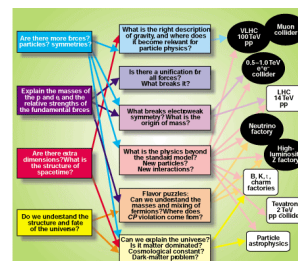 Are there more forces?
particles? symmetries?
Explain the masses of
the p and e, and the
relative strengths of
the fundamental forces
Are there extra
dimensions? What is
the structure of
spacetime?
Do we understand
the structure and fate
of the universe?
What is the right description
of gravity, and where does
it become relevant for
particle physics?
Is there a unification for
all forces?
What breaks it?
What breaks electroweak
symmetry? What is the
origin of mass?
What is the physics beyond
the standard model?
New particles?
New interactions?
Flavor puzzles:
Can we understand the
masses and mixing of
fermions? Where does
CP violation come from?
Can we explain the universe?
Is it matter dominated?
Cosmological constant?
Dark-matter problem?
VLHC
100 TeV
pp
0.5–1.0 TeV
e⁺e⁻
collider
LHC
14 TeV
pp
Neutrino
factory
High-
luminosity
Z factory
B, K,
charm
factories
Tevatron
2 TeV
pp collider
Particle
astrophysics